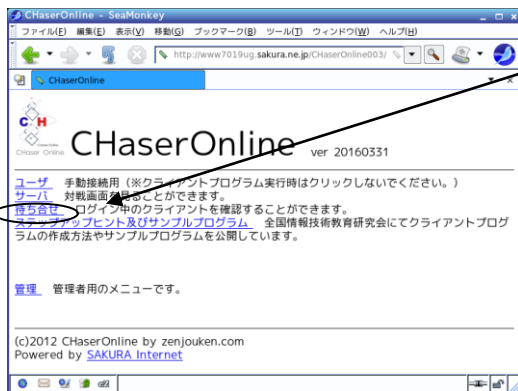 CHaserOnline - SeaMonkey
ファイル(F) 編集(E) 表示(V) 移動(G) ブックマーク(B) ツール(T) ウィンドウ(W) ヘルプ(H)
http://www7019ug.sakura.ne.jp/CHaserOnline003/
CHaserOnline
C H
CHaser Online
CHaserOnline ver 20160331
ユーザ 手動接続用（※クライアントプログラム実行時はクリックしないでください。）
サーバ 対戦画面を見ることができます。
待ち合せ ログイン中のクライアントを確認することができます。
ステップアップヒント及びサンプルプログラム 全国情報技術教育研究会にてクライアントプログ
ラムの作成方法やサンプルプログラムを公開しています。
管理 管理者用のメニューです。
(c)2012 CHaserOnline by zenjouken.com
Powered by SAKURA Internet